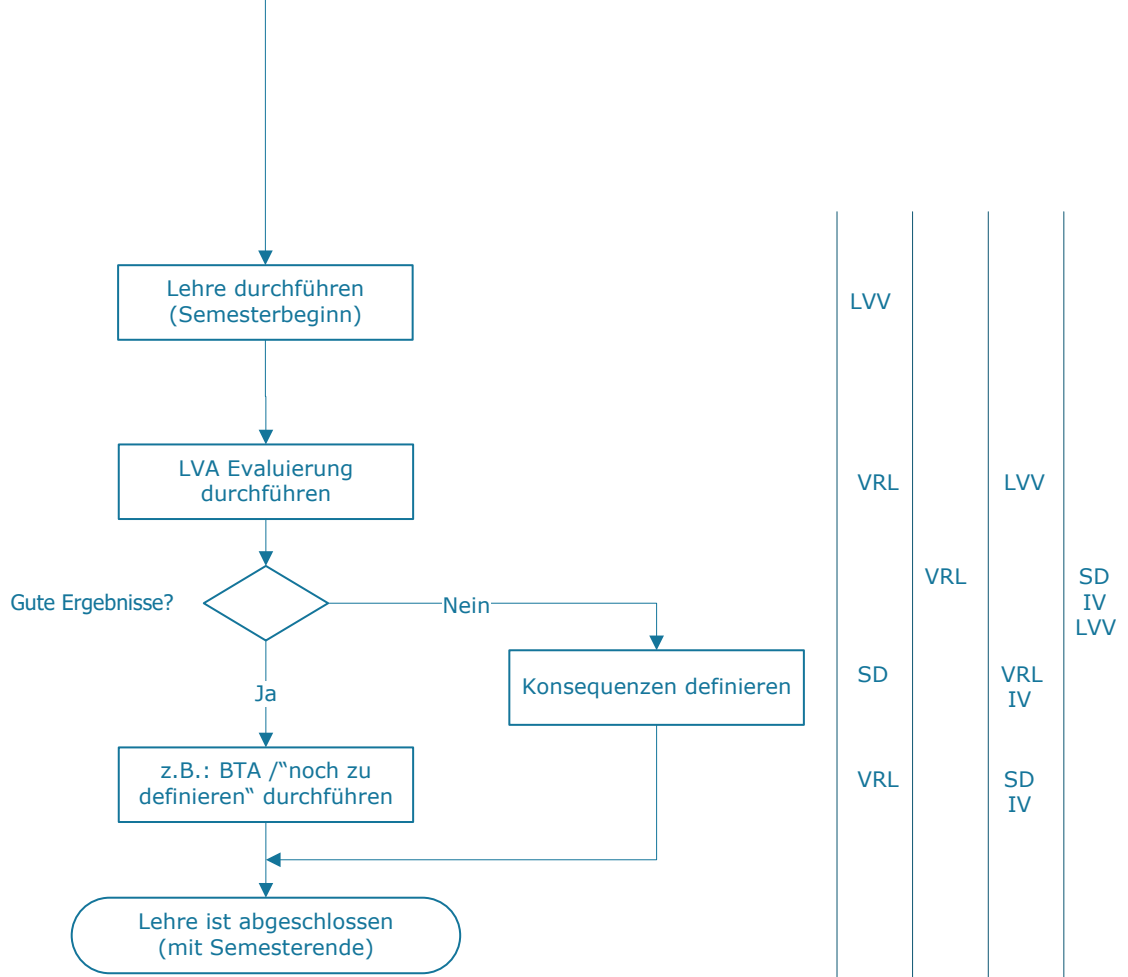 Lehre durchführen
(Semesterbeginn)
LVV
LVA Evaluierung
durchführen
VRL
LVV
Gute Ergebnisse?
Nein
VRL
SD
IV
LVV
Ja
Konsequenzen definieren
SD
VRL
IV
z.B.: BTA /‟noch zu
definieren‟ durchführen
VRL
SD
IV
Lehre ist abgeschlossen
(mit Semesterende)